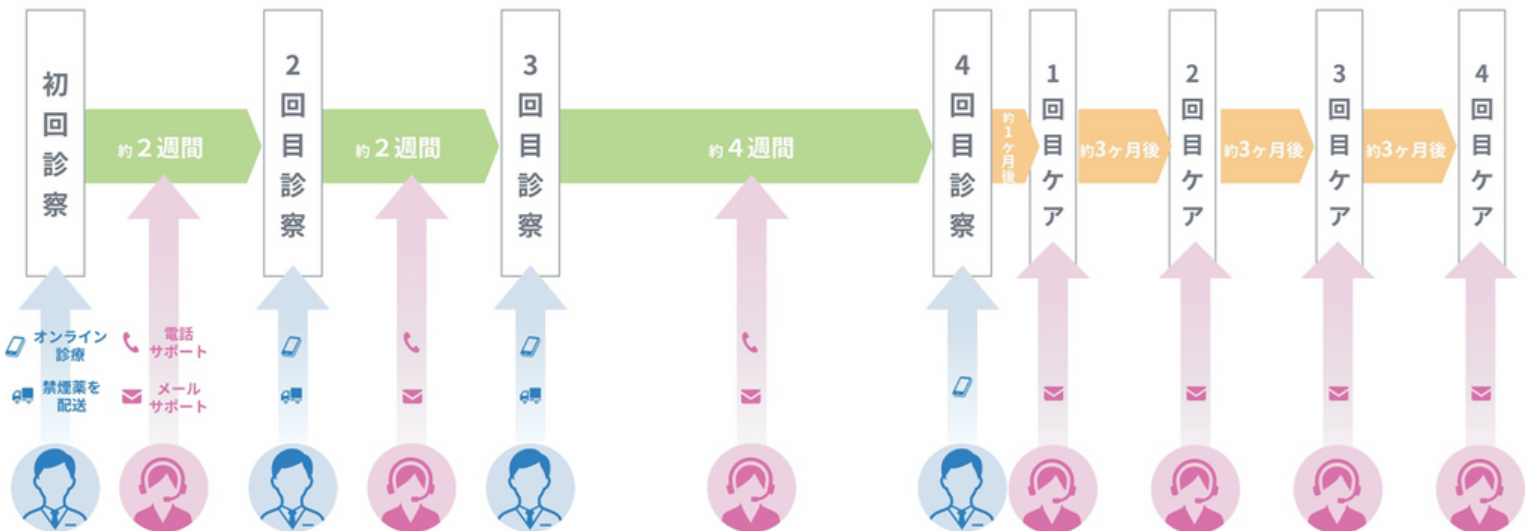 初回診察
約2週間
2回目診察
約2週間
3回目診察
約4週間
4回目診察
約1ヶ月後
1回目ケア
約3ヶ月後
2回目ケア
約3ヶ月後
3回目ケア
約3ヶ月後
4回目ケア
オンライン
診療
電話
サポート
禁煙薬を
配送
メール
サポート